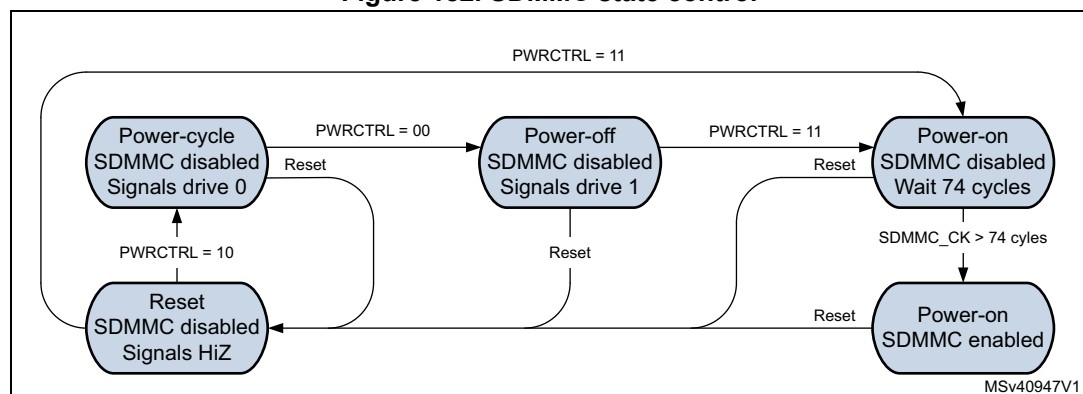 PWRCTRL = 11
Power-cycle
SDMMC disabled
Signals drive 0
PWRCTRL = 00
Reset
Power-off
SDMMC disabled
Signals drive 1
PWRCTRL = 11
Power-on
SDMMC disabled
Wait 74 cycles
Reset
PWRCTRL = 10
Reset
SDMMC_CK > 74 cyles
Reset
SDMMC disabled
Signals HiZ
Reset
Power-on
SDMMC enabled
MSv40947V1